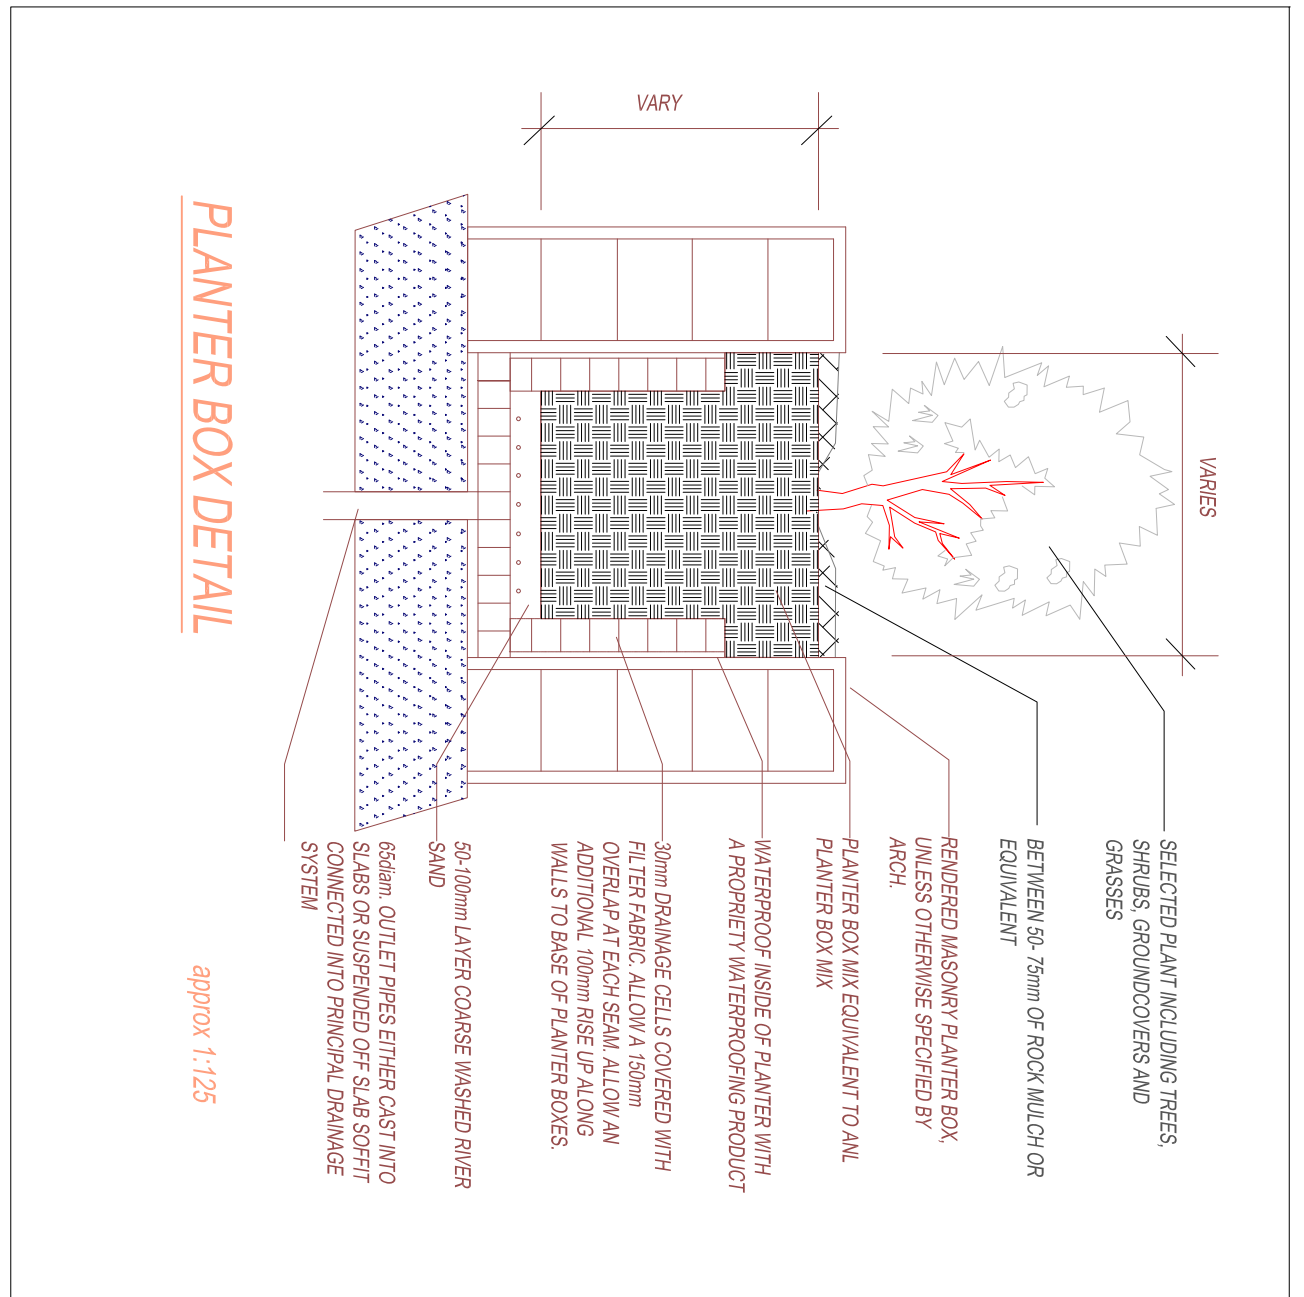 VARIES
VARY
SELECTED PLANT INCLUDING TREES,
SHRUBS, GROUNDCOVERS AND
GRASSES
BETWEEN 50- 75mm OF ROCK MULCH OR
EQUIVALENT
RENDERED MASONRY PLANTER BOX,
UNLESS OTHERWISE SPECIFIED BY
ARCH.
PLANTER BOX MIX EQUIVALENT TO ANL
PLANTER BOX MIX
WATERPROOF INSIDE OF PLANTER WITH
A PROPRIETY WATERPROOFING PRODUCT
30mm DRAINAGE CELLS COVERED WITH
FILTER FABRIC. ALLOW A 150mm
OVERLAP AT EACH SEAM. ALLOW AN
ADDITIONAL 100mm RISE UP ALONG
WALLS TO BASE OF PLANTER BOXES.
50-100mm LAYER COARSE WASHED RIVER
SAND
65diam. OUTLET PIPES EITHER CAST INTO
SLABS OR SUSPENDED OFF SLAB SOFFIT
CONNECTED INTO PRINCIPAL DRAINAGE
SYSTEM
PLANTER BOX DETAIL
approx 1:125